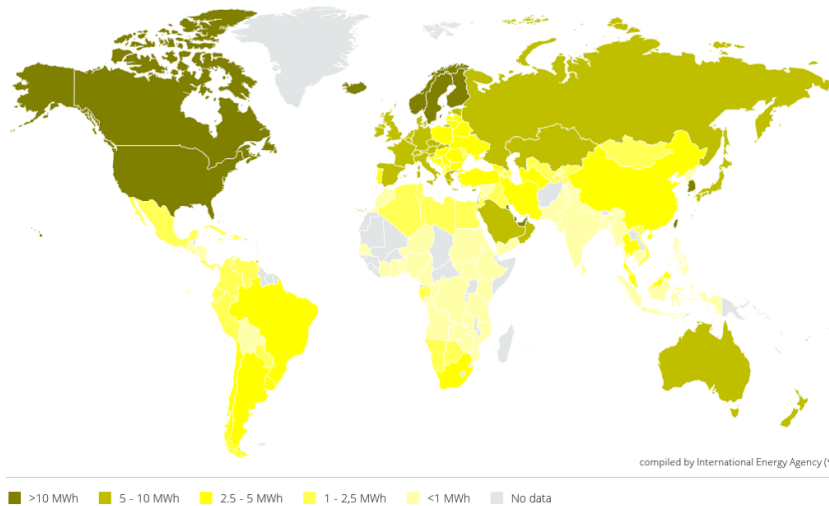 compiled by International Energy Agency (
>10 MWh
5 - 10 MWh
2.5 - 5 MWh
1 - 2,5 MWh
<1 MWh
No data